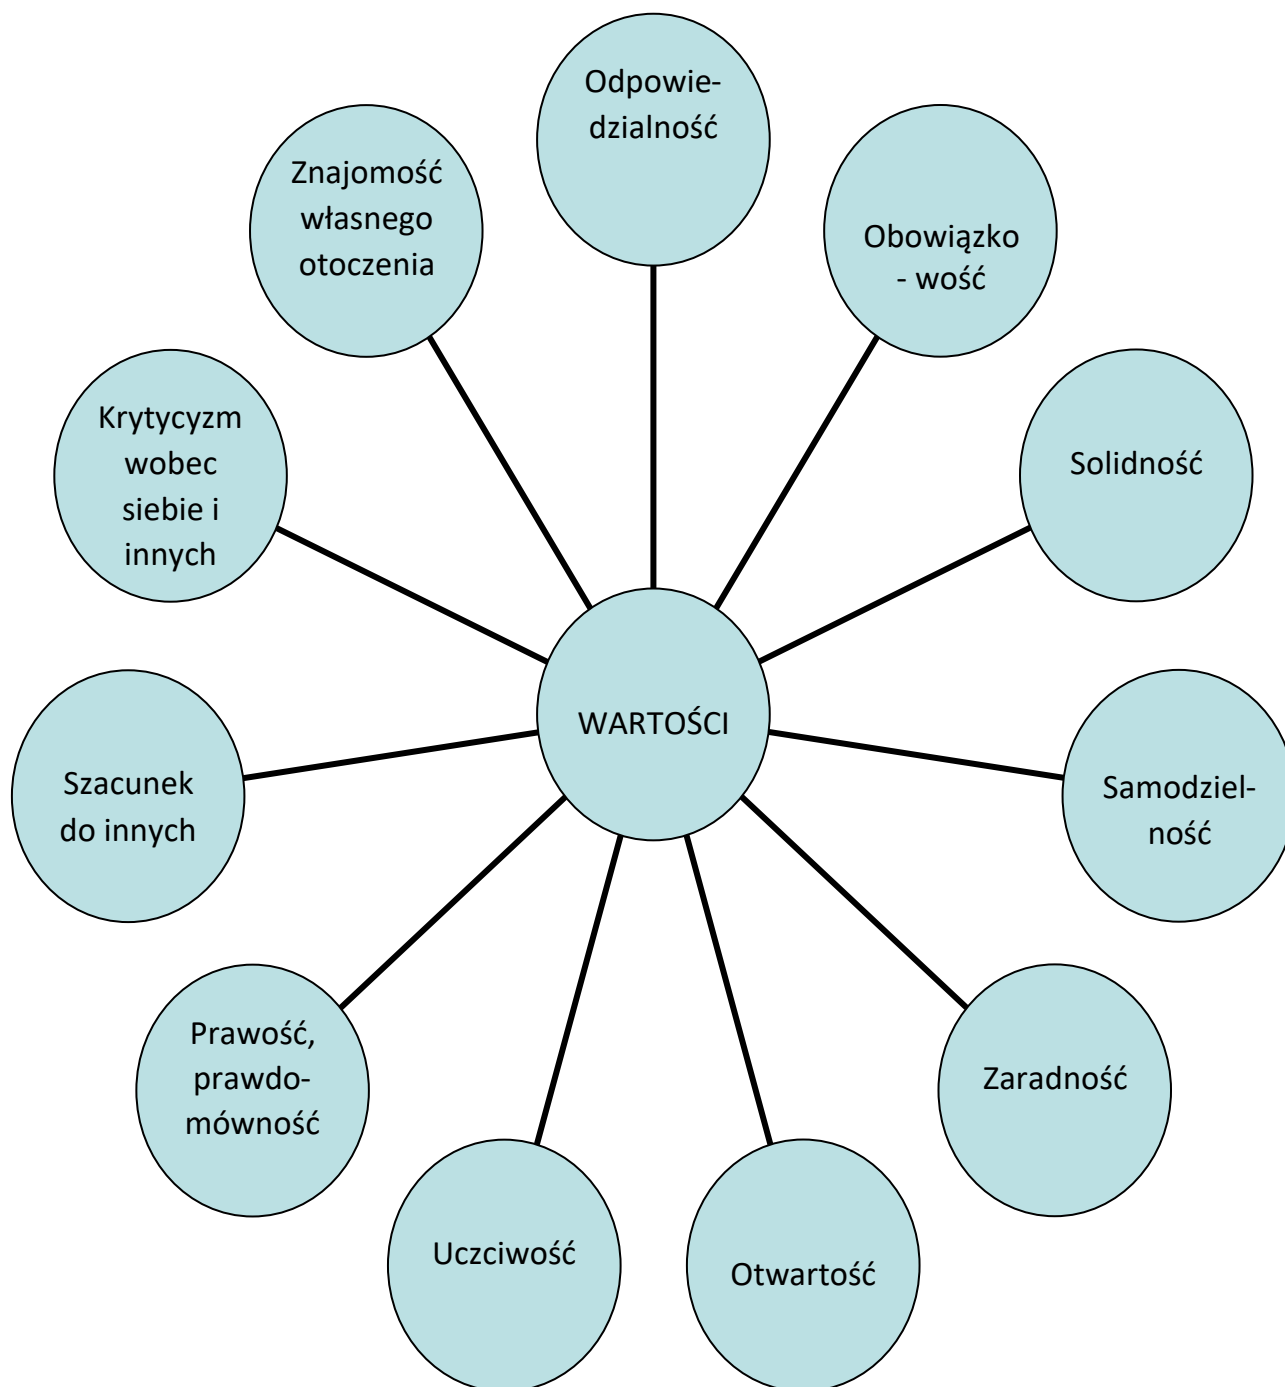 Odpowie-
dzialność
Obowiązko
- wość
Solidność
Samodziel-
ność
Zaradność
Otwartość
Uczciwość
Prawość,
prawdo-
mówność
Szacunek
do innych
Krytycyzm
wobec
siebie i
innych
Znajomość
własnego
otoczenia
WARTOŚCI